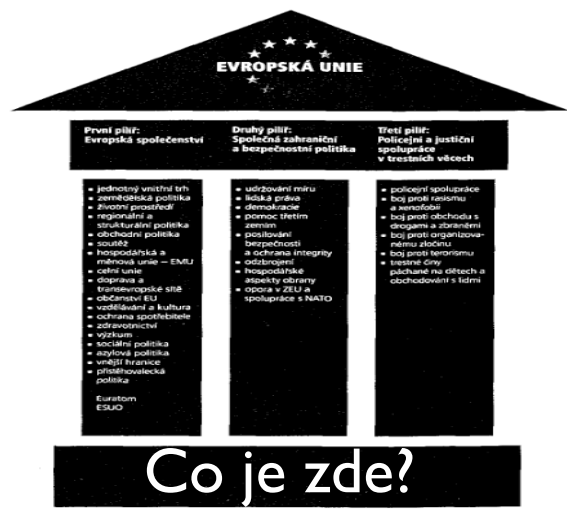 EVROPSKÁ UNIE
První pilíř:
Evropská společenství
Druhý pilíř:
Společná zahraniční
a bezpečnostní politika
Třetí pilíř:
Policejní a justiční
spolupráce
v trestních věcech
• jednotný vnitřní trh
• zemědělská politika
• životní prostředí
• regionální a
strukturální politika
• obchodní politika
• soutěž
• hospodářská a
měnová unie – EMU
• celní unie
• doprava a
transevropské sítě
• občanství EU
• vzdělávání a kultura
• ochrana spotřebitele
• zdravotnictví
• výzkum
• sociální politika
• azylová politika
• vnější hranice
• přistěhovalecká
politika
Euratom
ESUO
• udržování míru
• lidská práva
• demokracie
• pomoc třetím
zemím
• posilování
bezpečnosti
a ochrana integrity
• odzbrojení
• hospodářské
aspekty obrany
• opora v ZEU a
spolupráce s NATO
• policejní spolupráce
• boj proti rasismu
a xenofobii
• boj proti obchodu s
drogami a zbraněmi
• boj proti organizova-
nému zločinu
• boj proti terorismu
• trestné činy
páchané na dětech a
obchodování s lidmi
Co je zde?